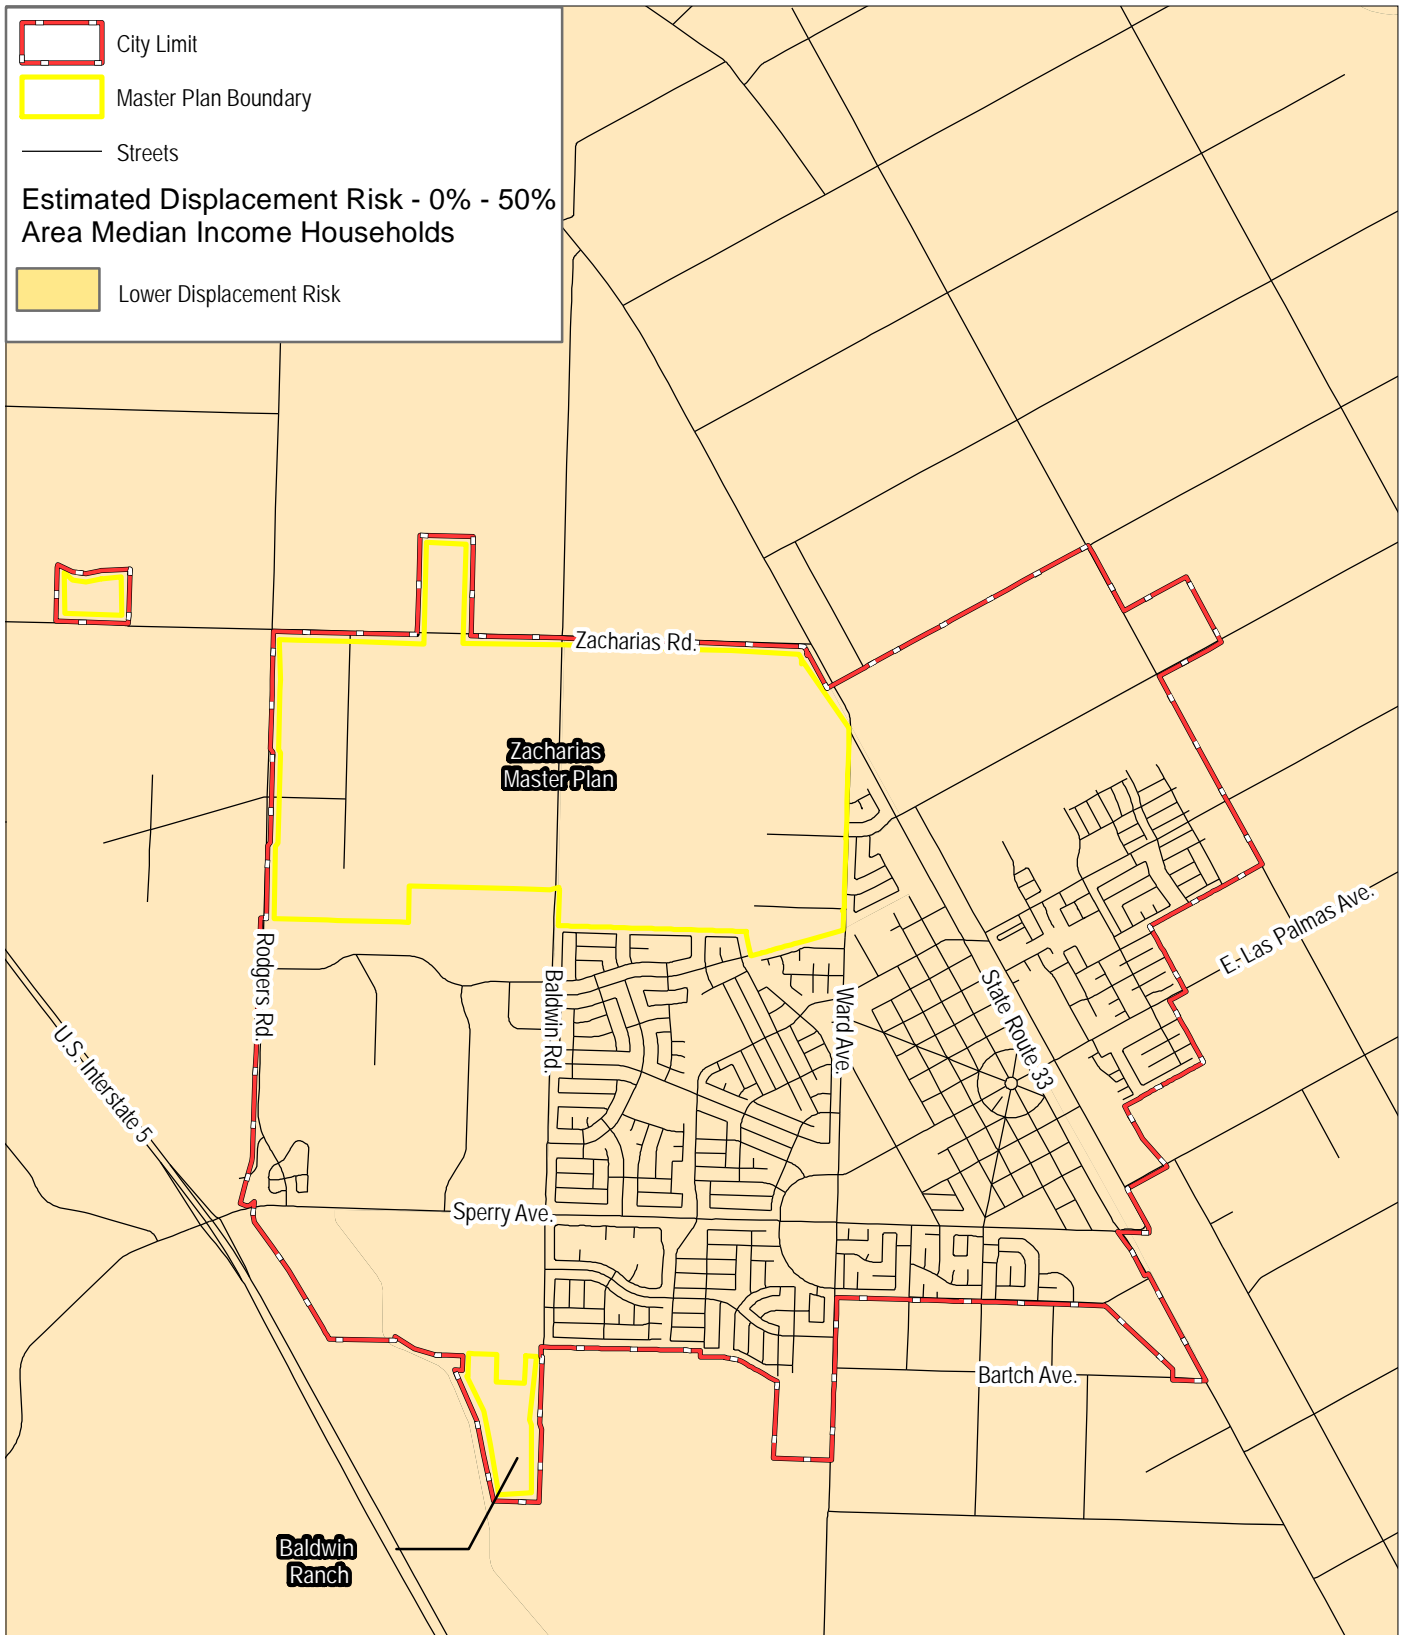 City Limit
Master Plan Boundary
Streets
Estimated Displacement Risk - 0% - 50%
Area Median Income Households
Lower Displacement Risk
Zacharias Rd.
Zacharias
Master Plan
E. Las Palmas Ave.
Rodgers Rd.
Baldwin Rd.
Ward Ave.
State Route 33
U.S. Interstate 5
Sperry Ave.
Bartch Ave.
Baldwin
Ranch